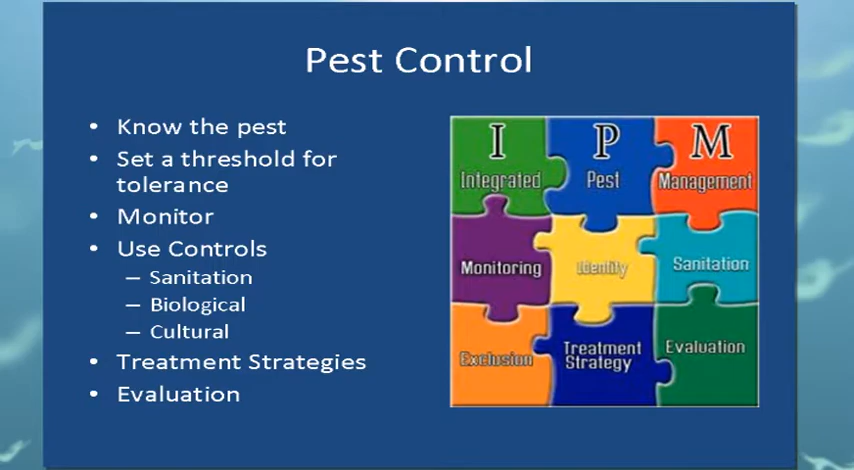 Pest Control
• Know the pest
• Set a threshold for
tolerance
• Monitor
• Use Controls
– Sanitation
– Biological
– Cultural
• Treatment Strategies
• Evaluation
I P M
Integrated Pest Management
Monitoring Identify Sanitation
Exclusion Treatment Evaluation
Strategy